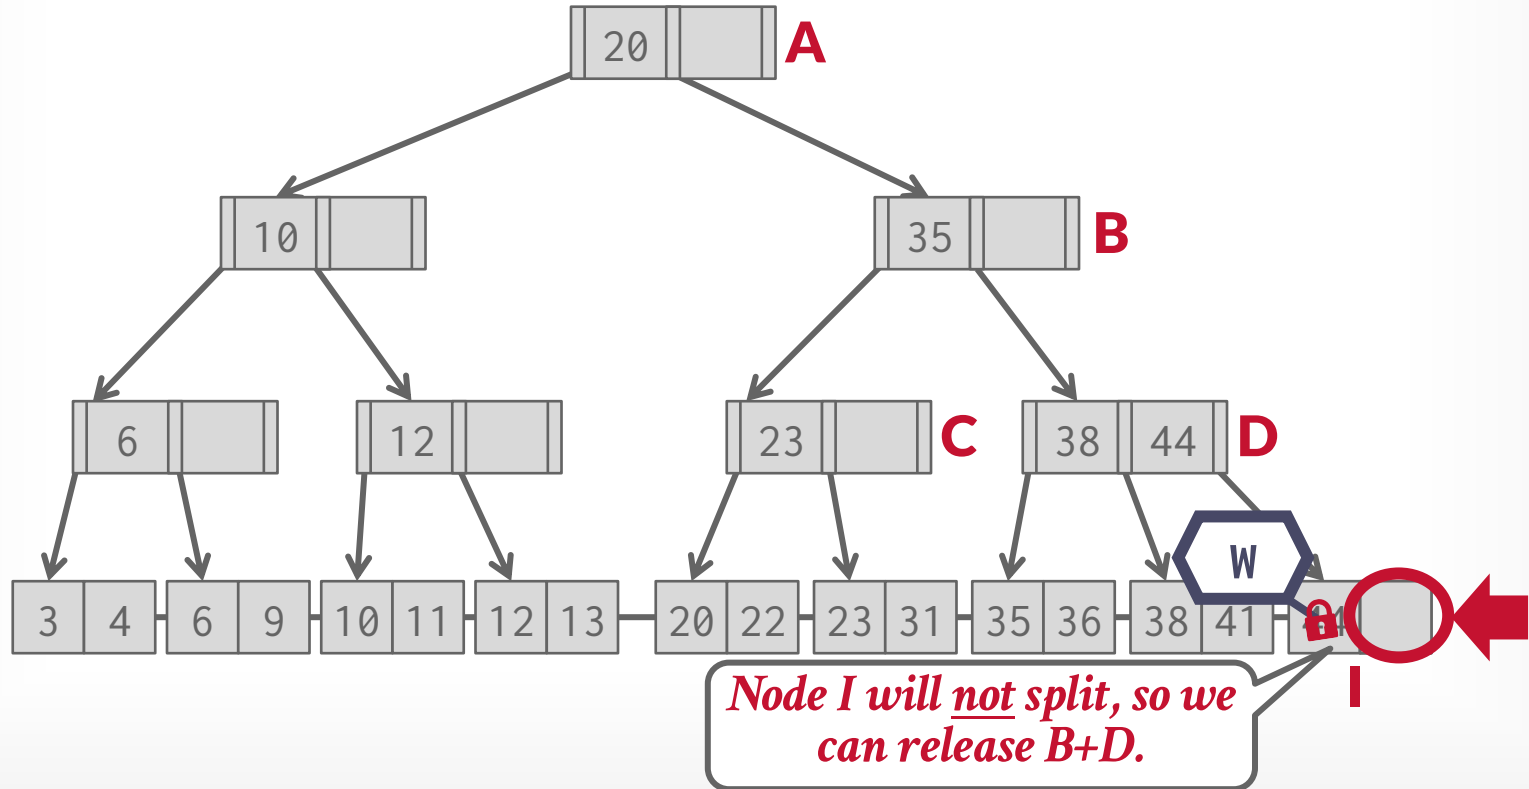 20 A
10 35 B
6 12 23 C 38 44 D
W
3 4 6 9 10 11 12 13 20 22 23 31 35 36 38 41 44
Node I will not split, so we
can release B+D.
I